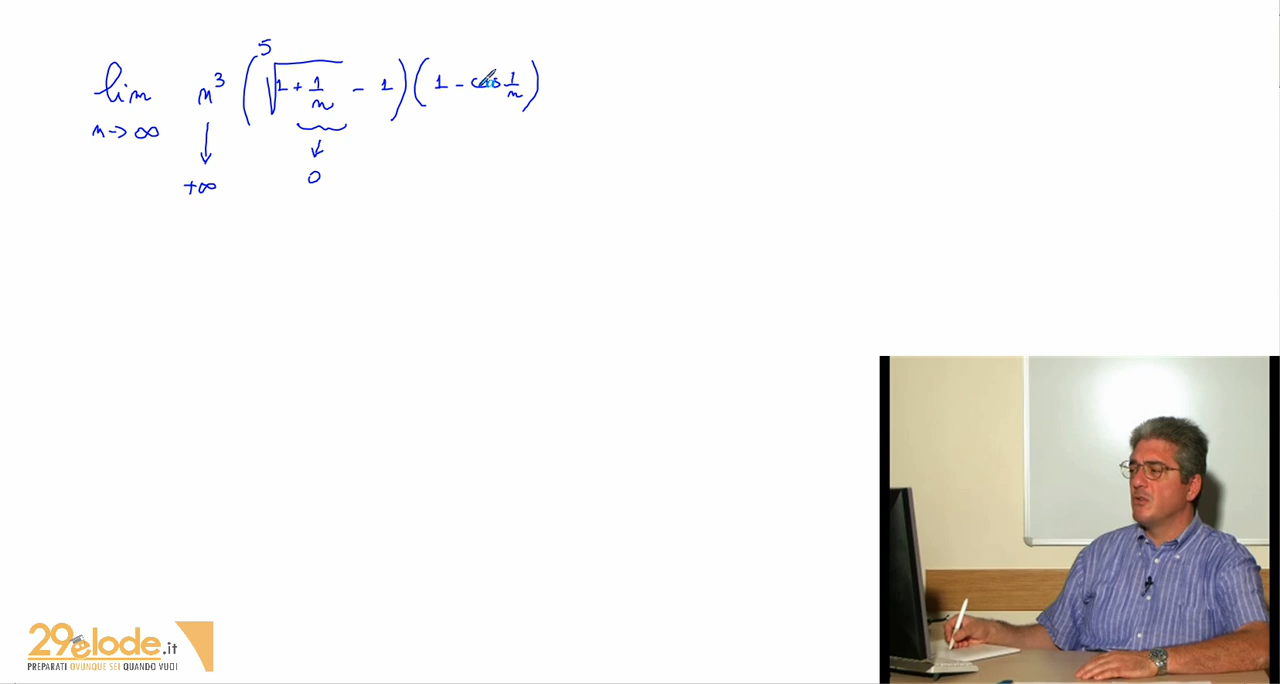 lim n³ (⁵√(1 + 1/n) - 1) (1 - cos 1/n)
n → ∞
↓ ↓
+∞ 0
29elode.it
PREPARATI OVUNQUE SEI QUANDO VUOI